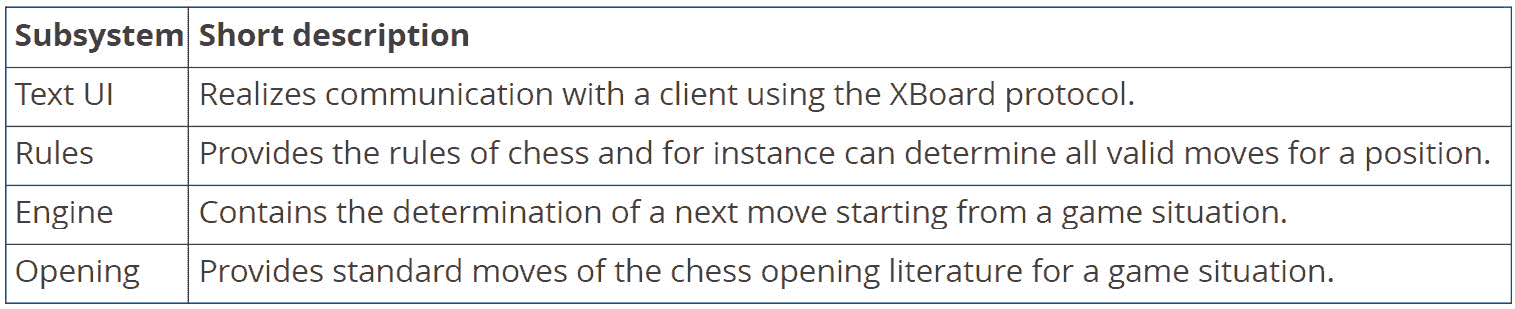 Subsystem Short description
Text UI Realizes communication with a client using the XBoard protocol.
Rules Provides the rules of chess and for instance can determine all valid moves for a position.
Engine Contains the determination of a next move starting from a game situation.
Opening Provides standard moves of the chess opening literature for a game situation.